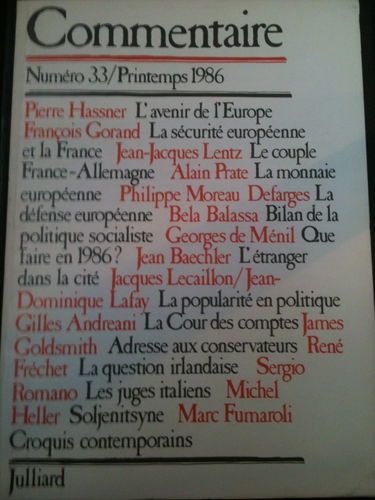 Commentaire
Numéro 33/Printemps 1986
Pierre Hassner L'avenir de l'Europe
François Gorand La sécurité européenne
et la France Jean-Jacques Lentz Le couple
France-Allemagne Alain Prate La monnaie
européenne Philippe Moreau Defarges La
défense européenne Bela Balassa Bilan de la
politique socialiste Georges de Ménil Que
faire en 1986? Jean Baechler L'étranger
dans la cité Jacques Lecaillon/Jean-
Dominique Lafay La popularité en politique
Gilles Andreani La Cour des comptes James
Goldsmith Adresse aux conservateurs René
Fréchet La question irlandaise Sergio
Romano Les juges italiens Michel
Heller Soljenitsyne Marc Fumaroli
Croquis contemporains
Julliard